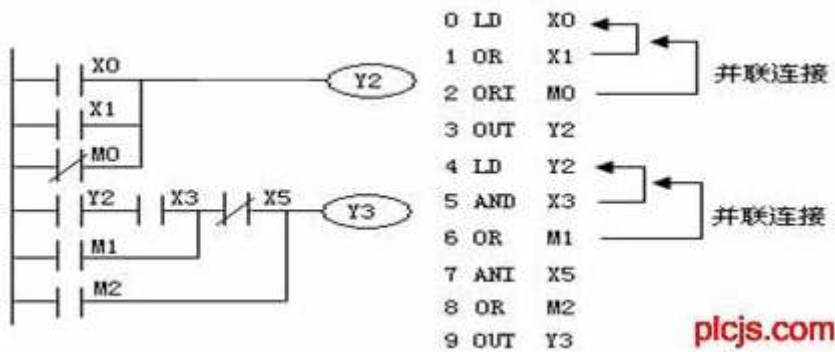 X0
Y2
X1
M0
Y2 X3 X5
Y3
M1
M2
0 LD X0
1 OR X1
2 ORI M0
3 OUT Y2
4 LD Y2
5 AND X3
6 OR M1
7 ANI X5
8 OR M2
9 OUT Y3
并联连接
并联连接
plcjs.com